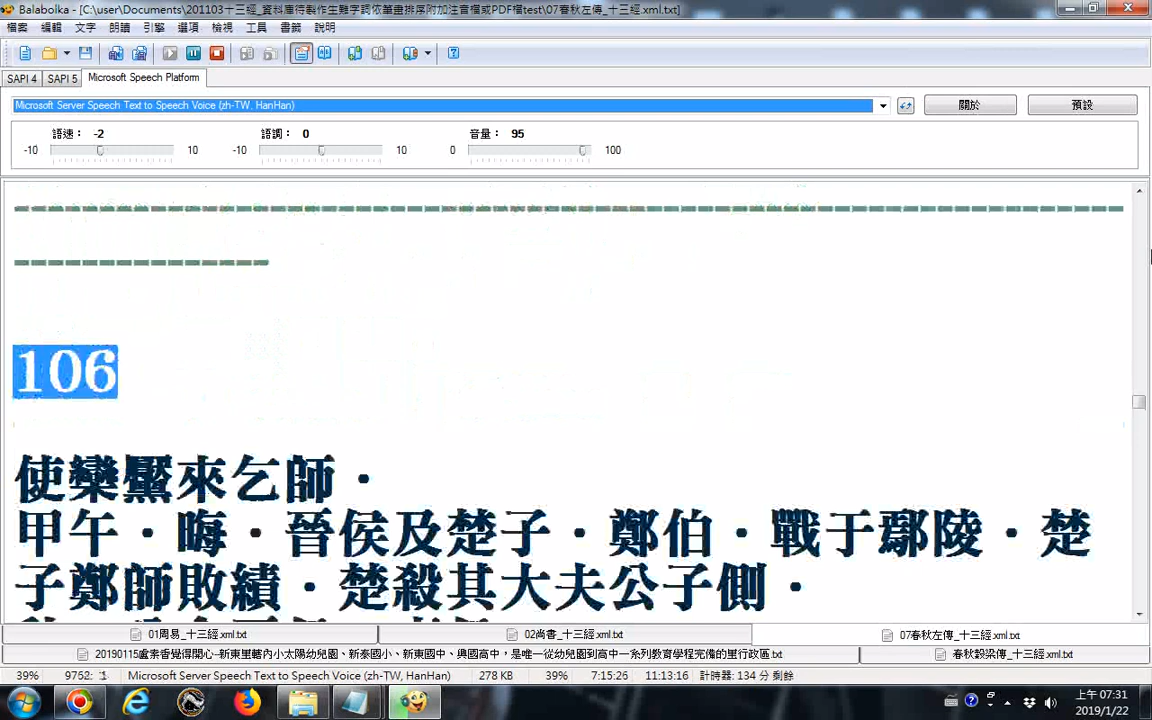 Balabolka - [C:\user\Documents\201103十三經_資料庫待製作生難字詞依筆畫排序附加注音檔或PDF檔test\07春秋左傳_十三經.xml.txt]
檔案 編輯 文字 朗讀 引擎 選項 檢視 工具 書籤 說明
SAPI 4 SAPI 5 Microsoft Speech Platform
Microsoft Server Speech Text to Speech Voice (zh-TW, HanHan) 關於 預設
語速： -2 語調： 0 音量： 95
-10 10 -10 10 0 100
106
使欒黶來乞師．
甲午．晦．晉侯及楚子．鄭伯．戰于鄢陵．楚
子鄭師敗績．楚殺其大夫公子側．
01周易_十三經.xml.txt 02尚書_十三經.xml.txt 07春秋左傳_十三經.xml.txt
20190115盧素香覺得開心--新東里轄內小太陽幼兒園、新泰國小、新東國中、典國高中，是唯一從幼兒園到高中一系列教育學程完備的里行政區.txt 春秋穀梁傳_十三經.xml.txt
39% 9752: 1 Microsoft Server Speech Text to Speech Voice (zh-TW, HanHan) 278 KB 39% 7:15:26 11:13:16 計時器: 134 分 剩餘
上午 07:31
2019/1/22